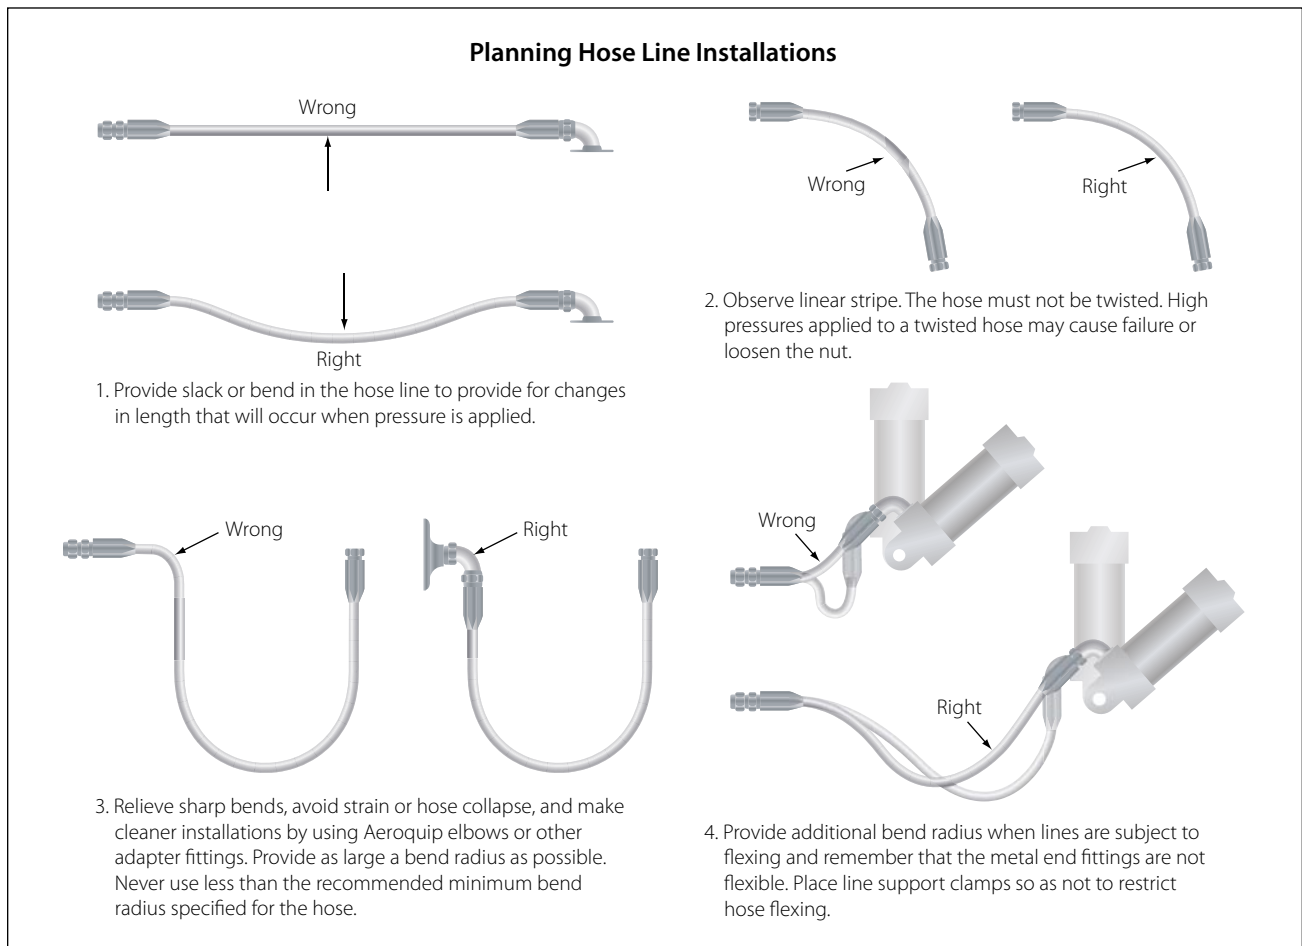 Planning Hose Line Installations
Wrong
Right
1. Provide slack or bend in the hose line to provide for changes
in length that will occur when pressure is applied.
Wrong
Right
2. Observe linear stripe. The hose must not be twisted. High
pressures applied to a twisted hose may cause failure or
loosen the nut.
Wrong
Right
3. Relieve sharp bends, avoid strain or hose collapse, and make
cleaner installations by using Aeroquip elbows or other
adapter fittings. Provide as large a bend radius as possible.
Never use less than the recommended minimum bend
radius specified for the hose.
Wrong
Right
4. Provide additional bend radius when lines are subject to
flexing and remember that the metal end fittings are not
flexible. Place line support clamps so as not to restrict
hose flexing.